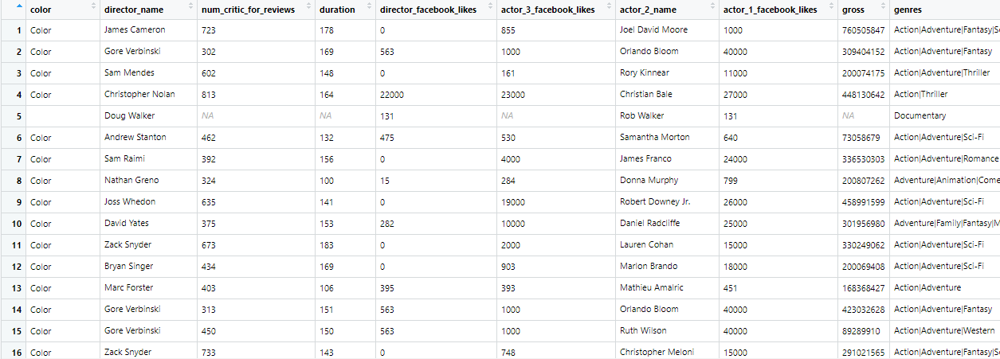 color director_name num_critic_for_reviews duration director_facebook_likes actor_3_facebook_likes actor_2_name actor_1_facebook_likes gross genres
1 Color James Cameron 723 178 0 855 Joel David Moore 1000 760505847 Action|Adventure|Fantasy|S
2 Color Gore Verbinski 302 169 563 1000 Orlando Bloom 40000 309404152 Action|Adventure|Fantasy
3 Color Sam Mendes 602 148 0 161 Rory Kinnear 11000 200074175 Action|Adventure|Thriller
4 Color Christopher Nolan 813 164 22000 23000 Christian Bale 27000 448130642 Action|Thriller
5 Doug Walker NA NA 131 NA Rob Walker 131 NA Documentary
6 Color Andrew Stanton 462 132 475 530 Samantha Morton 640 73058679 Action|Adventure|Sci-Fi
7 Color Sam Raimi 392 156 0 4000 James Franco 24000 336530303 Action|Adventure|Romance
8 Color Nathan Greno 324 100 15 284 Donna Murphy 799 200807262 Adventure|Animation|Come
9 Color Joss Whedon 635 141 0 19000 Robert Downey Jr. 26000 458991599 Action|Adventure|Sci-Fi
10 Color David Yates 375 153 282 10000 Daniel Radcliffe 25000 301956980 Adventure|Family|Fantasy|M
11 Color Zack Snyder 673 183 0 2000 Lauren Cohan 15000 330249062 Action|Adventure|Sci-Fi
12 Color Bryan Singer 434 169 0 903 Marlon Brando 18000 200069408 Action|Adventure|Sci-Fi
13 Color Marc Forster 403 106 395 393 Mathieu Amalric 451 168368427 Action|Adventure
14 Color Gore Verbinski 313 151 563 1000 Orlando Bloom 40000 423032628 Action|Adventure|Fantasy
15 Color Gore Verbinski 450 150 563 1000 Ruth Wilson 40000 89289910 Action|Adventure|Western
16 Color Zack Snyder 733 143 0 748 Christopher Meloni 15000 291021565 Action|Adventure|Fantasy|S